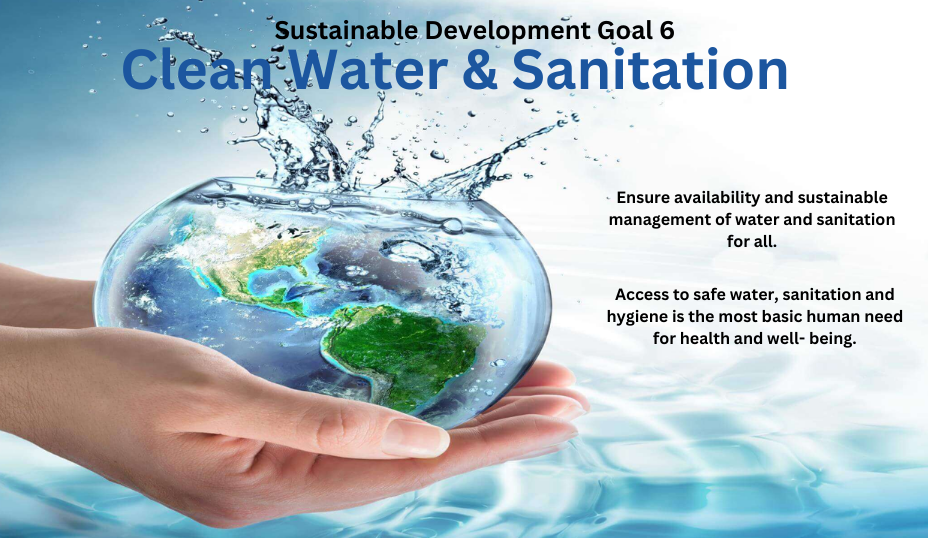 Sustainable Development Goal 6
Clean Water & Sanitation
Ensure availability and sustainable
management of water and sanitation
for all.
Access to safe water, sanitation and
hygiene is the most basic human need
for health and well- being.